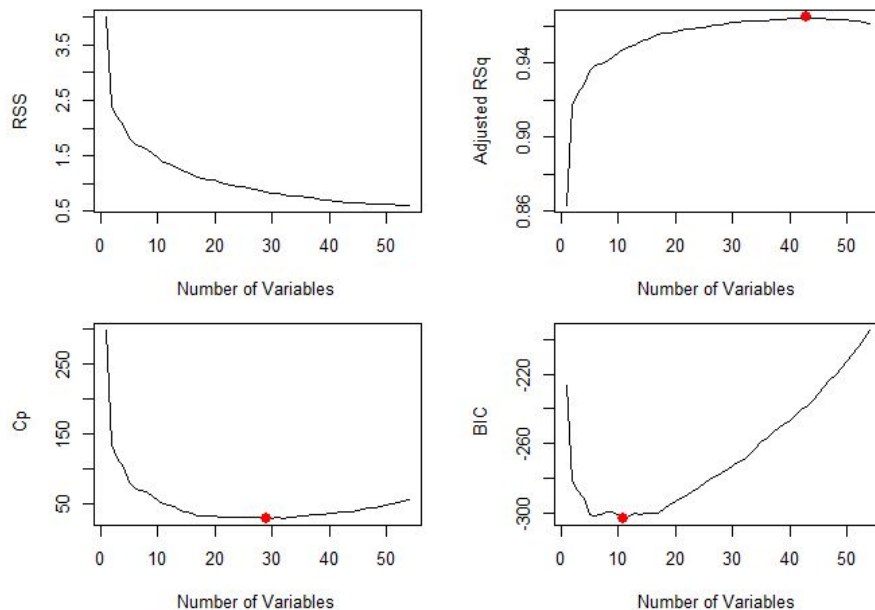 RSS
3.5
2.5
1.5
0.5
0 10 20 30 40 50
Number of Variables
Adjusted RSq
0.94
0.90
0.86
0 10 20 30 40 50
Number of Variables
Cp
250
150
50
0 10 20 30 40 50
Number of Variables
BIC
-220
-260
-300
0 10 20 30 40 50
Number of Variables